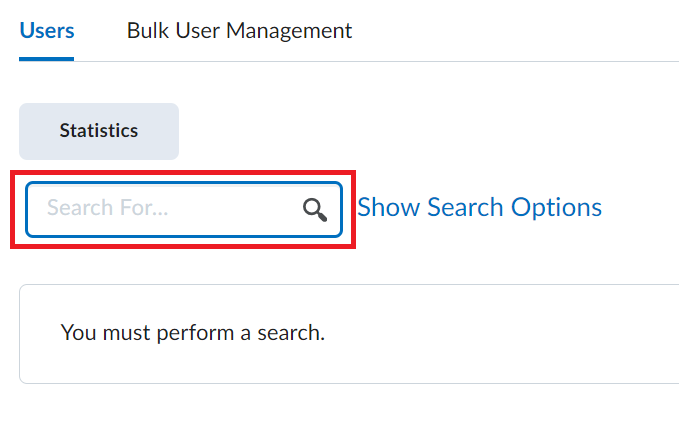 Users Bulk User Management
Statistics
Search For... Show Search Options
You must perform a search.